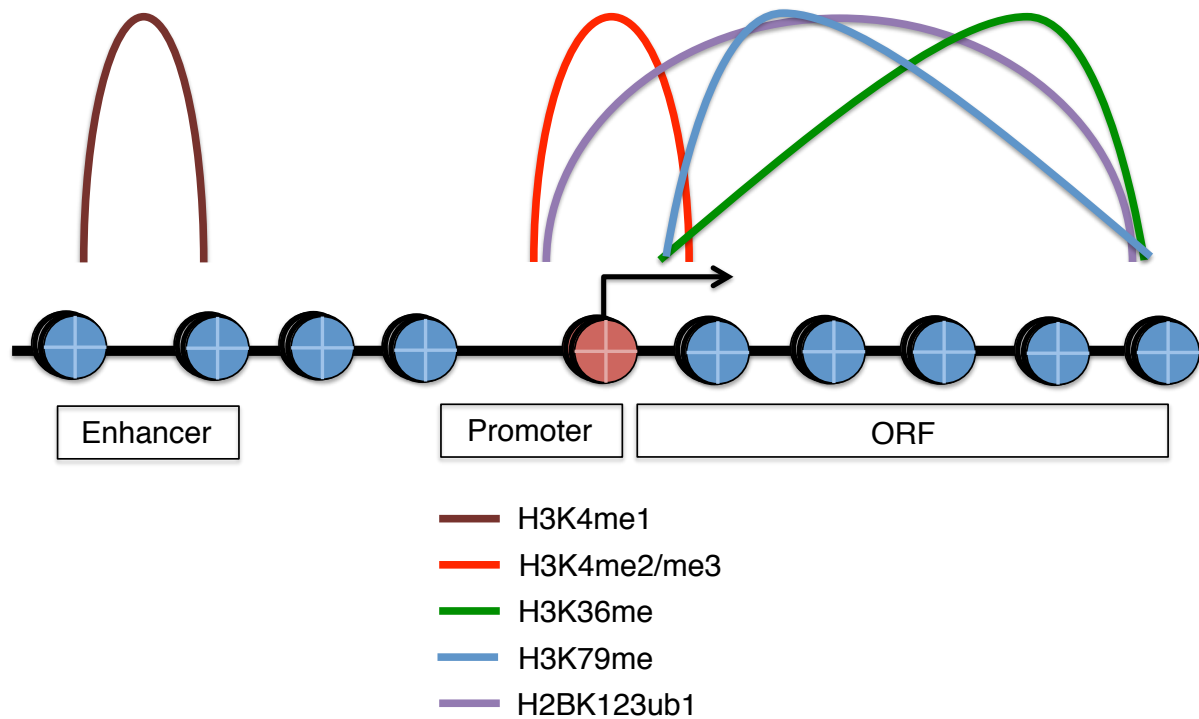 Enhancer
Promoter
ORF
H3K4me1
H3K4me2/me3
H3K36me
H3K79me
H2BK123ub1